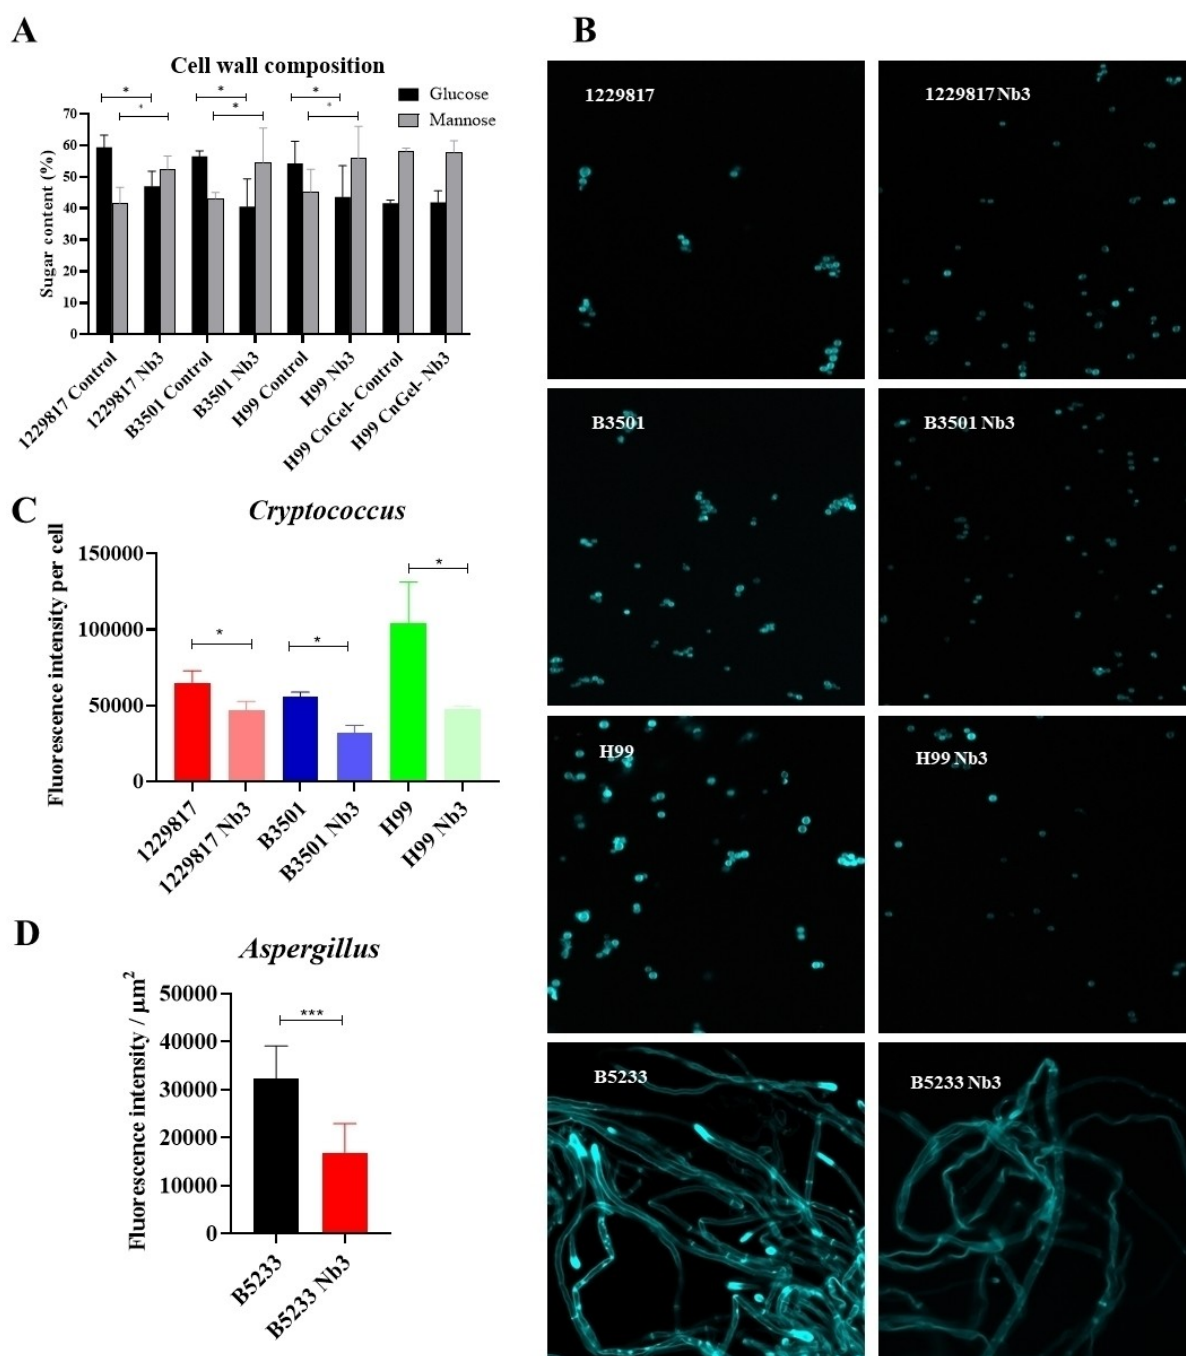 A
Cell wall composition
Glucose
Mannose
* * *
* * *
Sugar content (%)
70
60
50
40
30
20
10
0
1229817 Control
1229817 Nb3
B3501 Control
B3501 Nb3
H99 Control
H99 Nb3
H99 CnGel- Control
H99 CnGel- Nb3
B
1229817
1229817 Nb3
B3501
B3501 Nb3
H99
H99 Nb3
B5233
B5233 Nb3
C
Cryptococcus
Fluorescence intensity per cell
150000
100000
50000
0
*
*
*
1229817
1229817 Nb3
B3501
B3501 Nb3
H99
H99 Nb3
D
Aspergillus
Fluorescence intensity / μm²
50000
40000
30000
20000
10000
0
***
B5233
B5233 Nb3